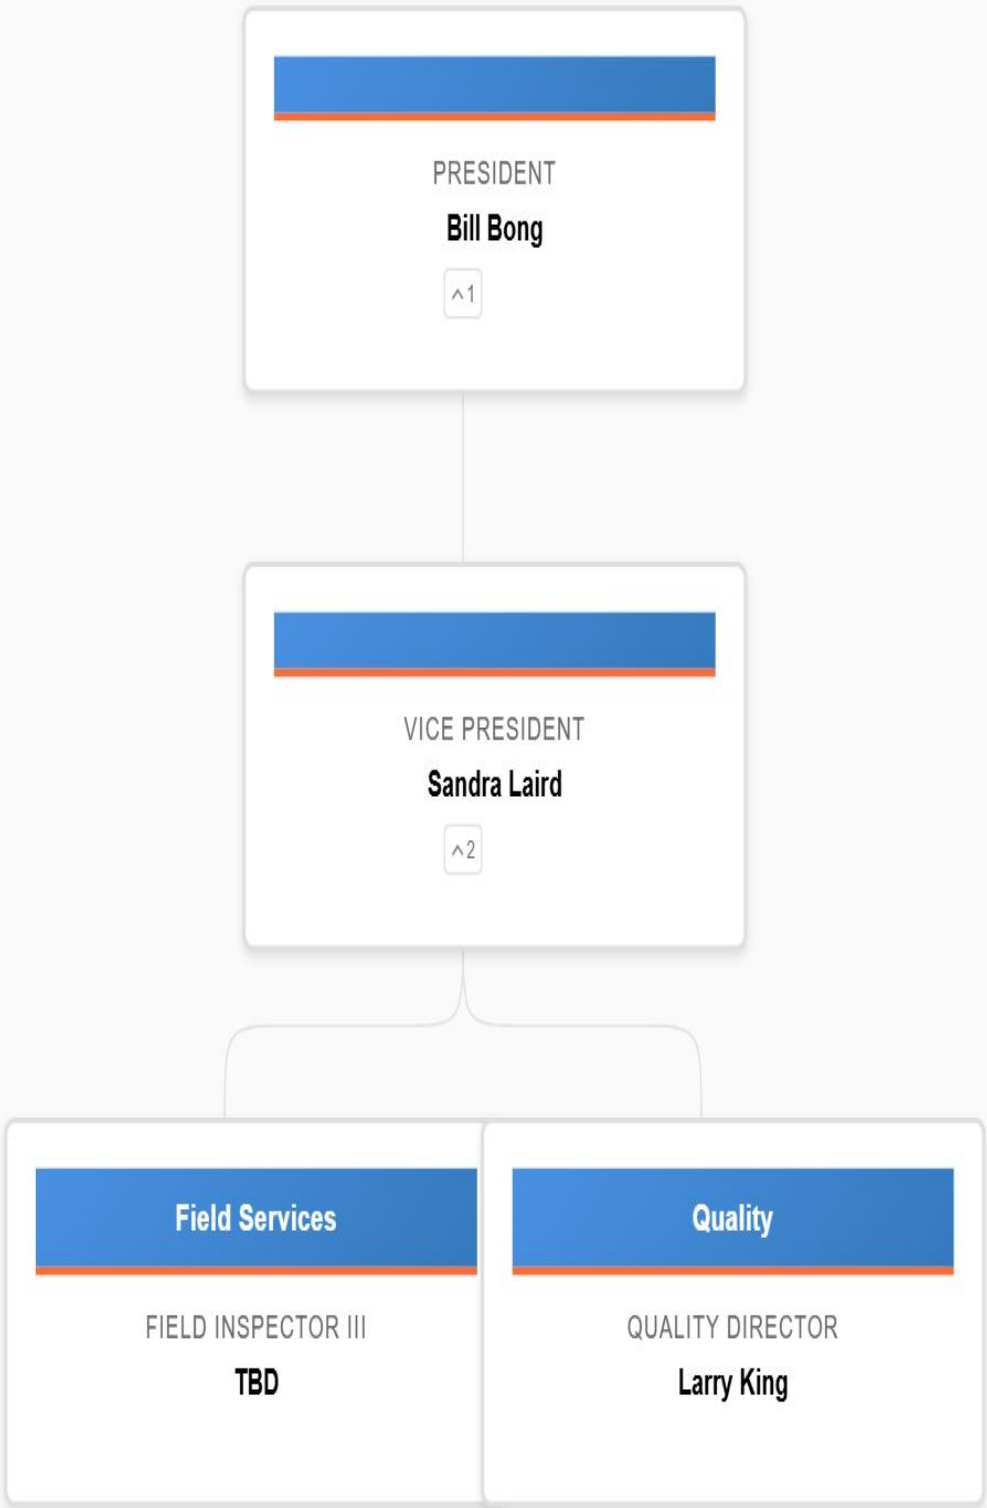 PRESIDENT
Bill Bong
^1
VICE PRESIDENT
Sandra Laird
^2
Field Services
FIELD INSPECTOR III
TBD
Quality
QUALITY DIRECTOR
Larry King